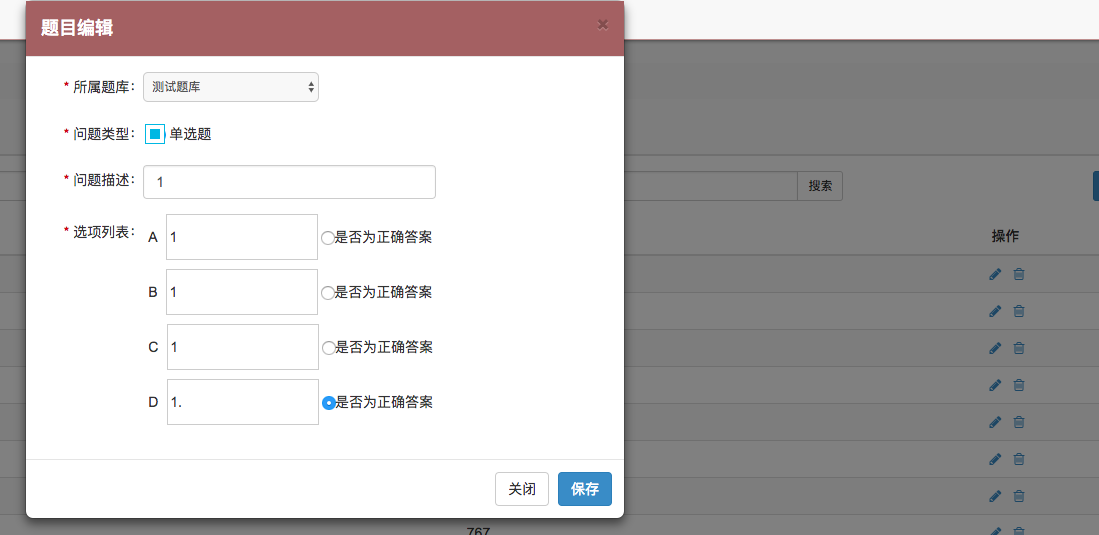 题目编辑 ×
* 所属题库： 测试题库
* 问题类型： 单选题
* 问题描述： 1
搜索
* 选项列表： A 1 是否为正确答案
操作
B 1 是否为正确答案
C 1 是否为正确答案
D 1. 是否为正确答案
关闭 保存
767